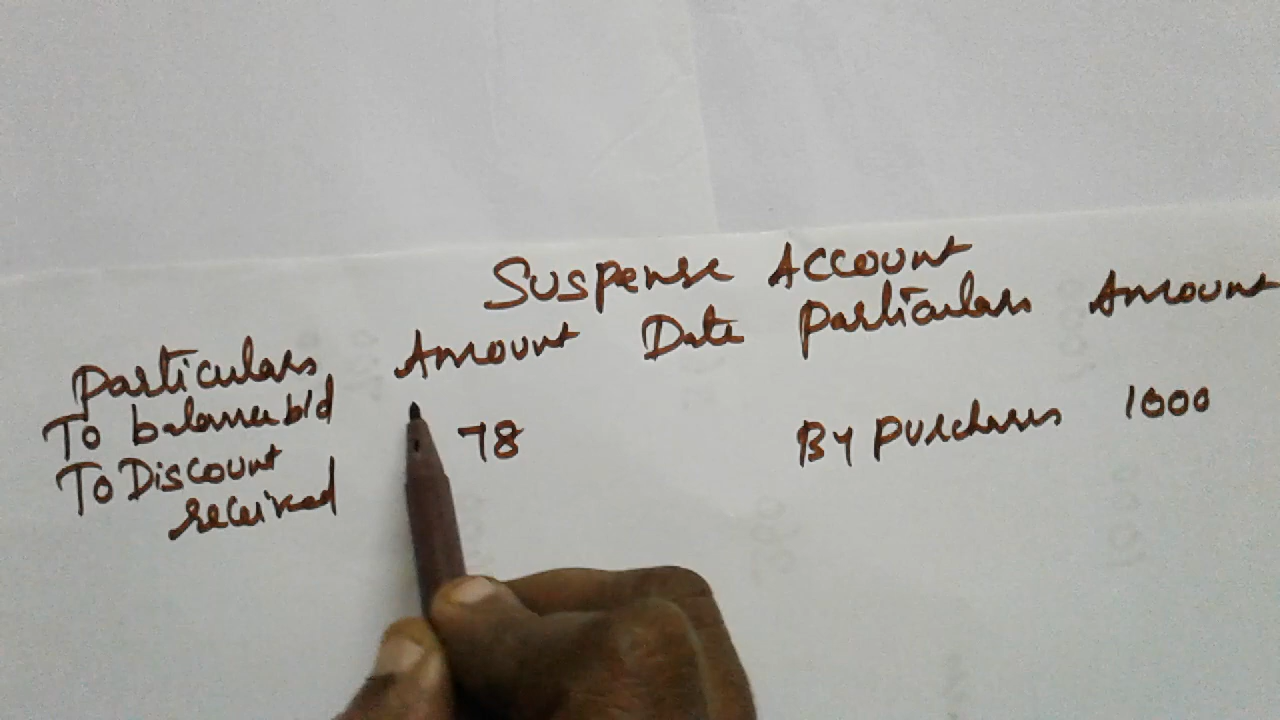 Suspense Account
Particulars Amount Date Particulars Amount
To balance b/d
To Discount 78 By Purchases 1000
received